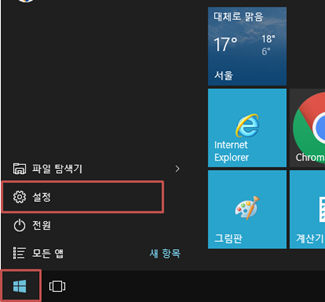 대체로 맑음
17°
18°
6°
서울
Internet
Explorer
Chrom
파일 탐색기
설정
전원
모든 앱
새 항목
그림판
계산기